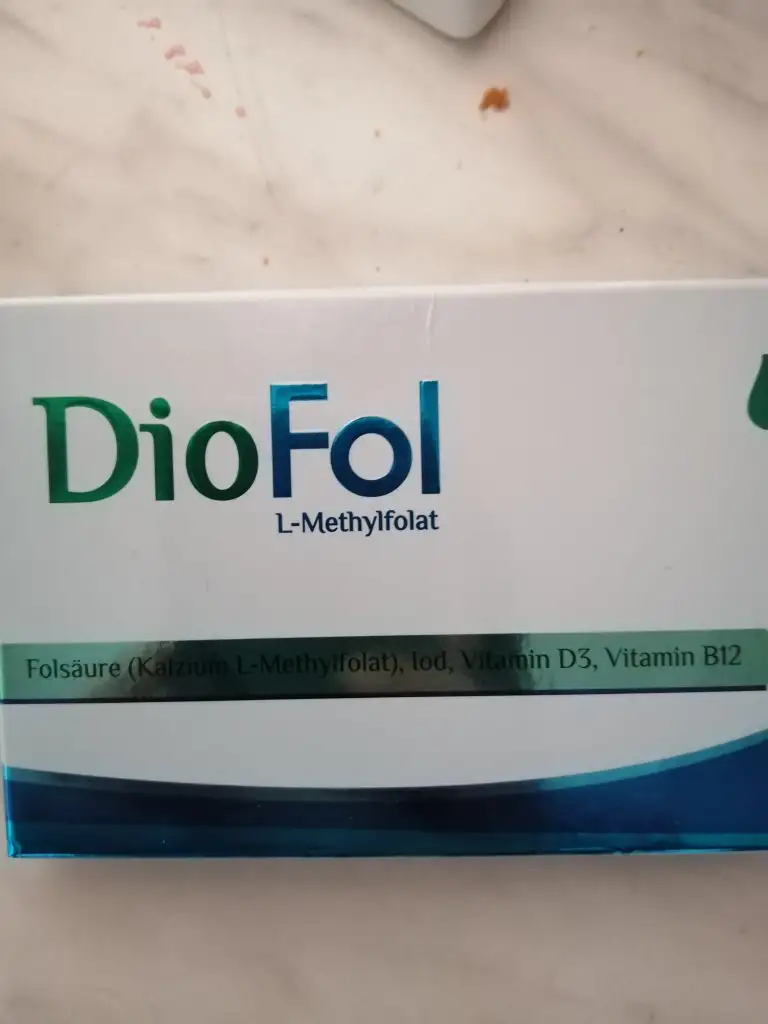 DioFol
L-Methylfolat
Folsäure (Kalzium L-Methylfolat), Iod, Vitamin D3, Vitamin B12